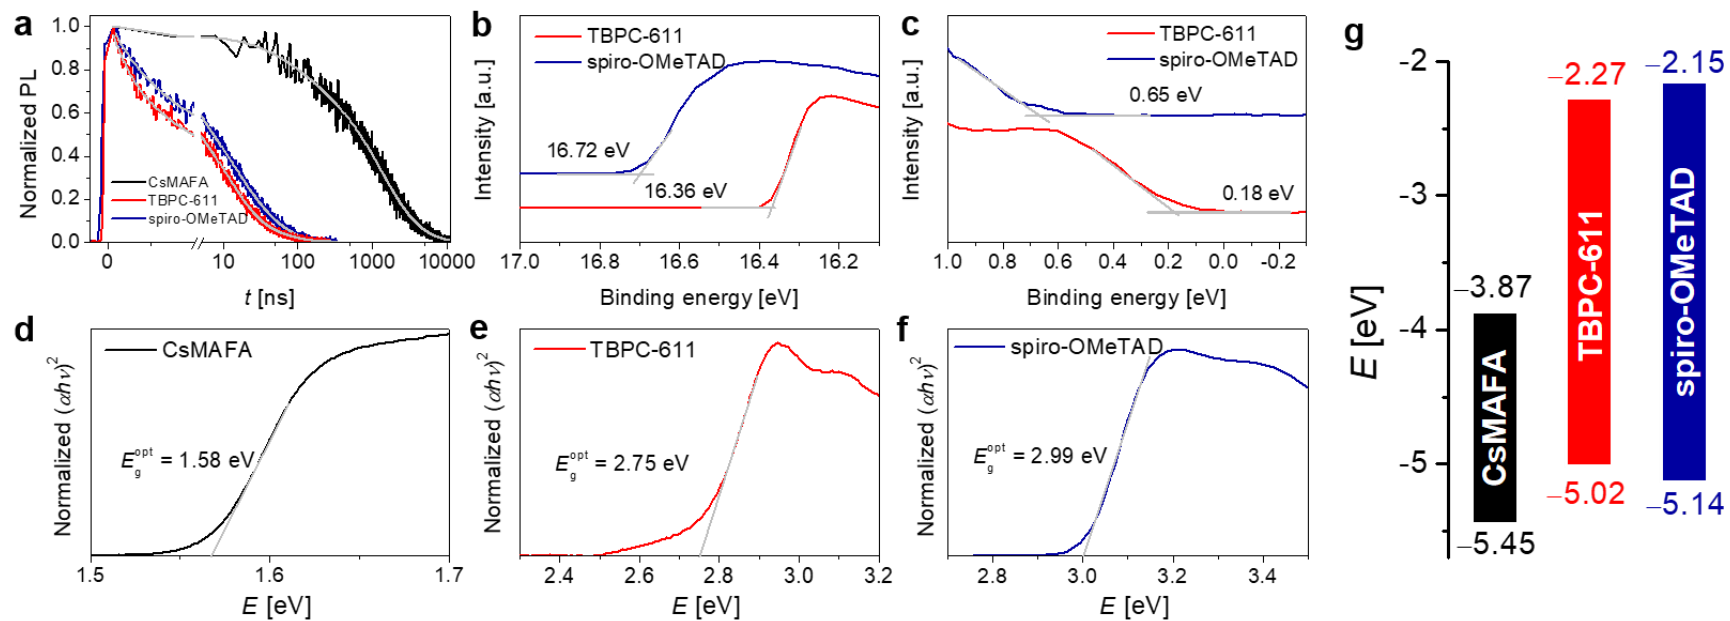 a
1.0
0.8
0.6
0.4
0.2
0.0
Normalized PL
CsMAFA
TBPC-611
spiro-OMeTAD
0
10
100
1000
10000
t [ns]
b
Intensity [a.u.]
TBPC-611
spiro-OMeTAD
16.72 eV
16.36 eV
17.0
16.8
16.6
16.4
16.2
Binding energy [eV]
c
Intensity [a.u.]
TBPC-611
spiro-OMeTAD
0.65 eV
0.18 eV
1.0
0.8
0.6
0.4
0.2
0.0
-0.2
Binding energy [eV]
d
Normalized (αhν)²
CsMAFA
E_g^opt = 1.58 eV
1.5
1.6
1.7
E [eV]
e
Normalized (αhν)²
TBPC-611
E_g^opt = 2.75 eV
2.4
2.6
2.8
3.0
3.2
E [eV]
f
Normalized (αhν)²
spiro-OMeTAD
E_g^opt = 2.99 eV
2.8
3.0
3.2
3.4
E [eV]
g
E [eV]
−2
−3
−4
−5
−3.87
CsMAFA
−5.45
−2.27
TBPC-611
−5.02
−2.15
spiro-OMeTAD
−5.14